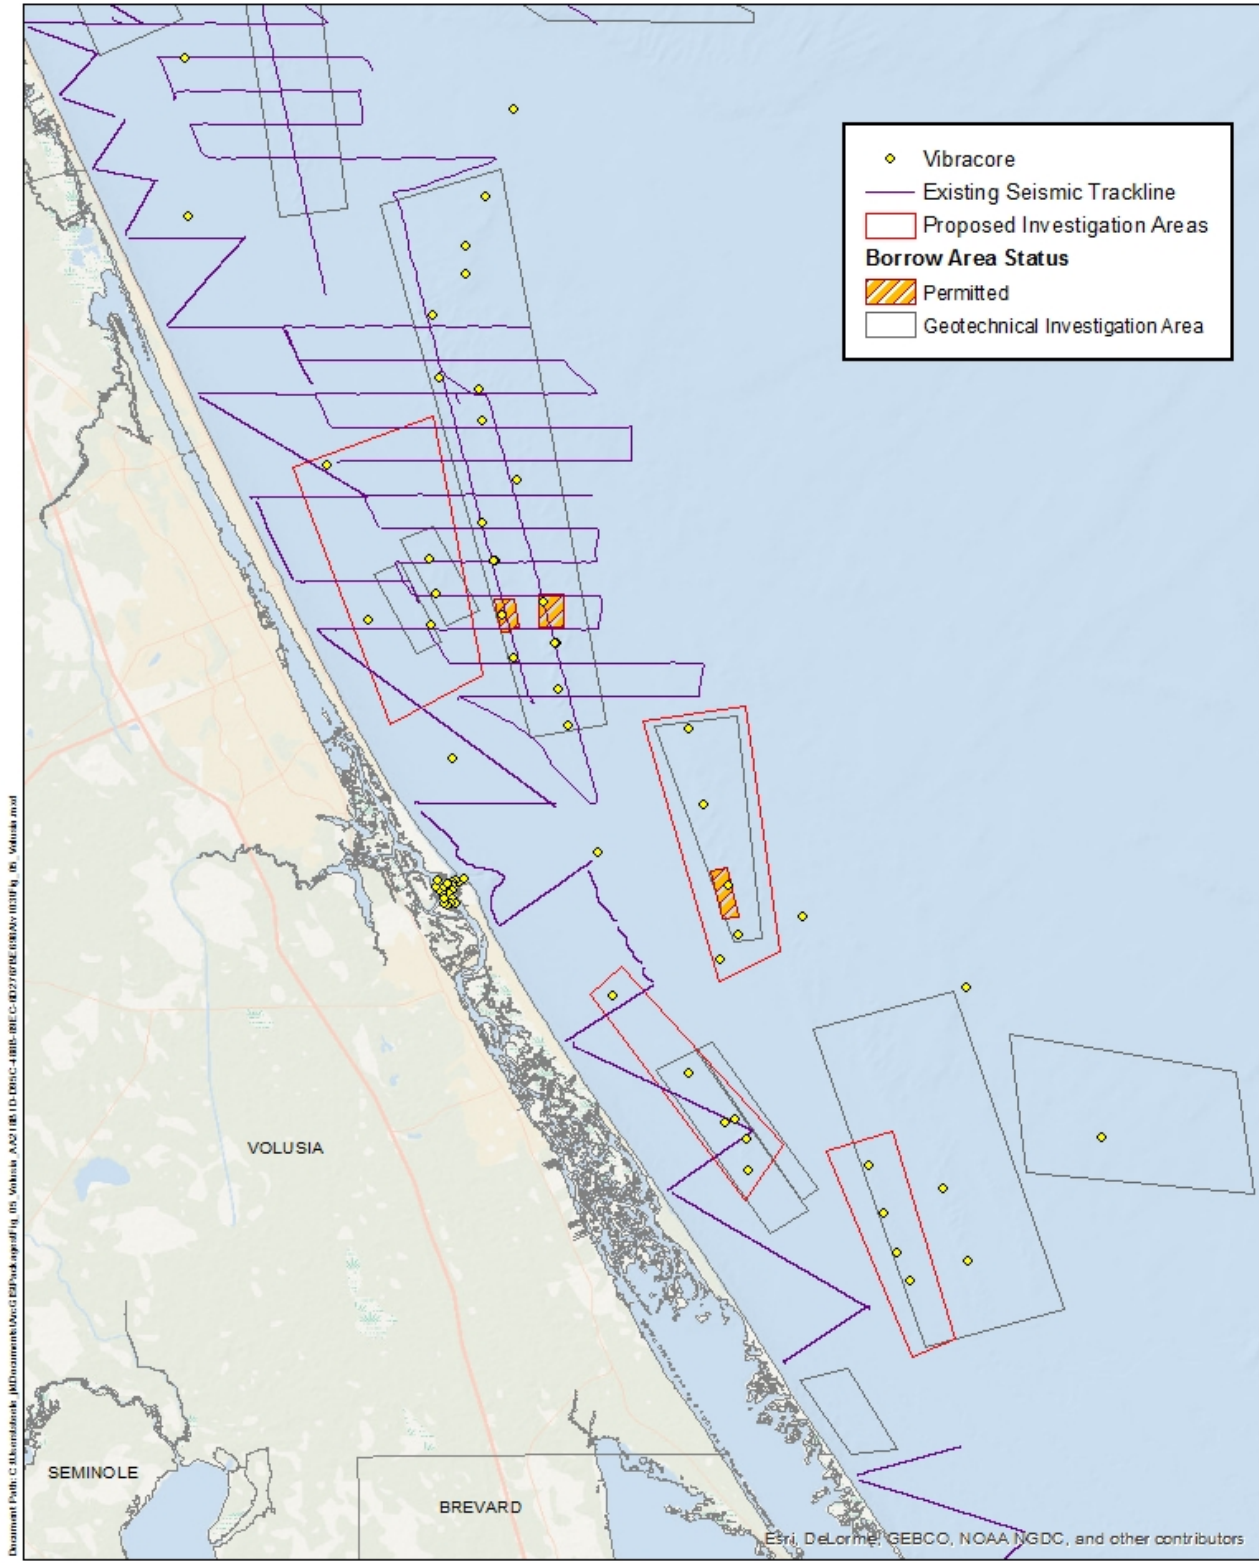 Vibracore
Existing Seismic Trackline
Proposed Investigation Areas
Borrow Area Status
Permitted
Geotechnical Investigation Area
VOLUSIA
SEMINOLE
BREVARD
Esri, DeLorme, GEBCO, NOAA NGDC, and other contributors